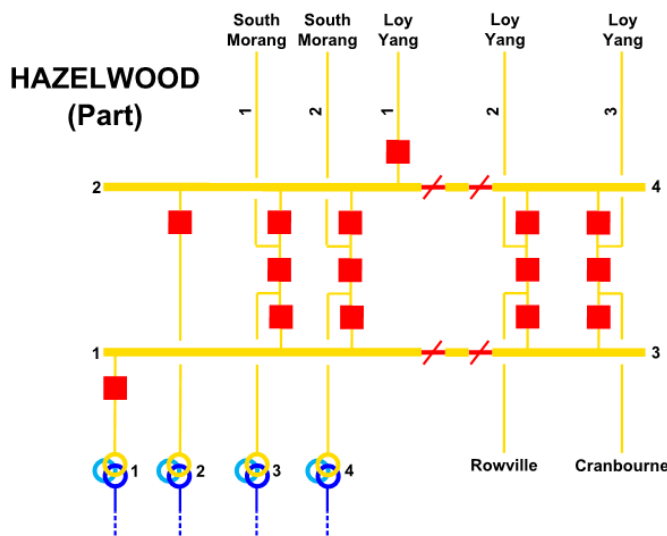 South Morang
South Morang
Loy Yang
Loy Yang
Loy Yang
HAZELWOOD
(Part)
1
2
1
2
3
2
4
1
3
1
2
3
4
Rowville
Cranbourne